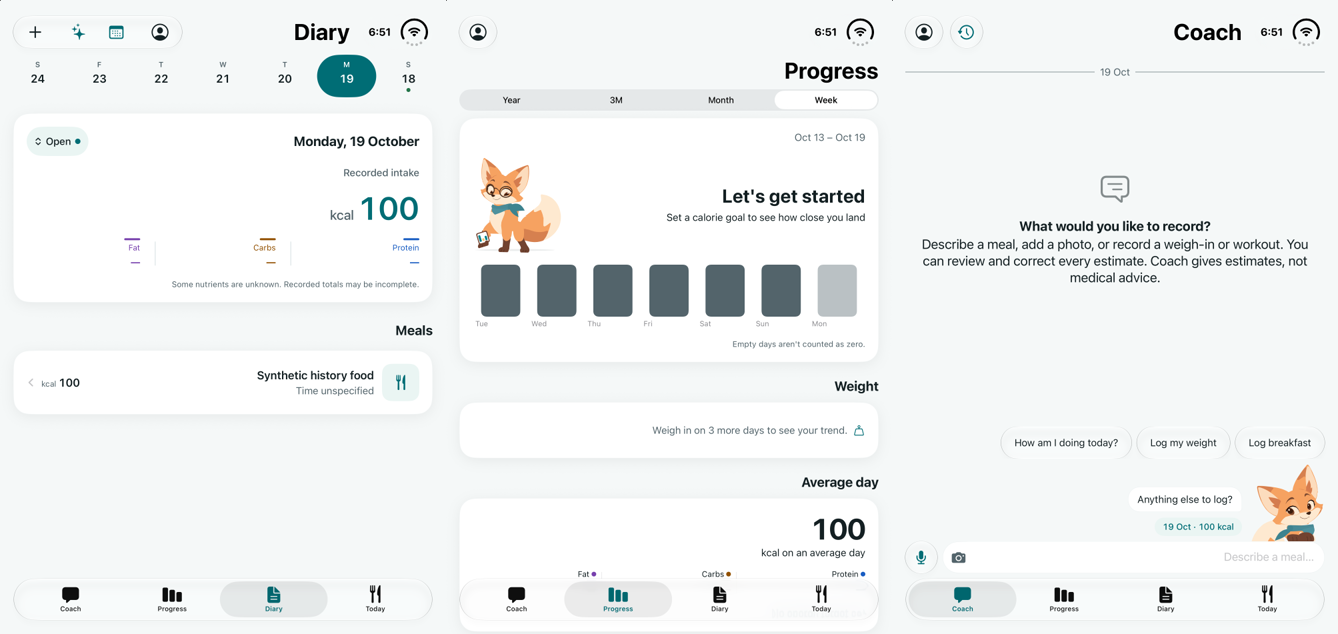 Diary
6:51
S F T W T M S
24 23 22 21 20 19 18
Open
Monday, 19 October
Recorded intake
kcal 100
Fat
Carbs
Protein
Some nutrients are unknown. Recorded totals may be incomplete.
Meals
Synthetic history food
Time unspecified
kcal 100
Coach
Progress
Diary
Today
6:51
Progress
Year
3M
Month
Week
Oct 13 – Oct 19
Let's get started
Set a calorie goal to see how close you land
Tue Wed Thu Fri Sat Sun Mon
Empty days aren't counted as zero.
Weight
Weigh in on 3 more days to see your trend.
Average day
100
kcal on an average day
Fat
Carbs
Protein
Coach
Progress
Diary
Today
Coach
6:51
19 Oct
What would you like to record?
Describe a meal, add a photo, or record a weigh-in or workout. You
can review and correct every estimate. Coach gives estimates, not
medical advice.
How am I doing today?
Log my weight
Log breakfast
Anything else to log?
19 Oct · 100 kcal
Describe a meal...
Coach
Progress
Diary
Today